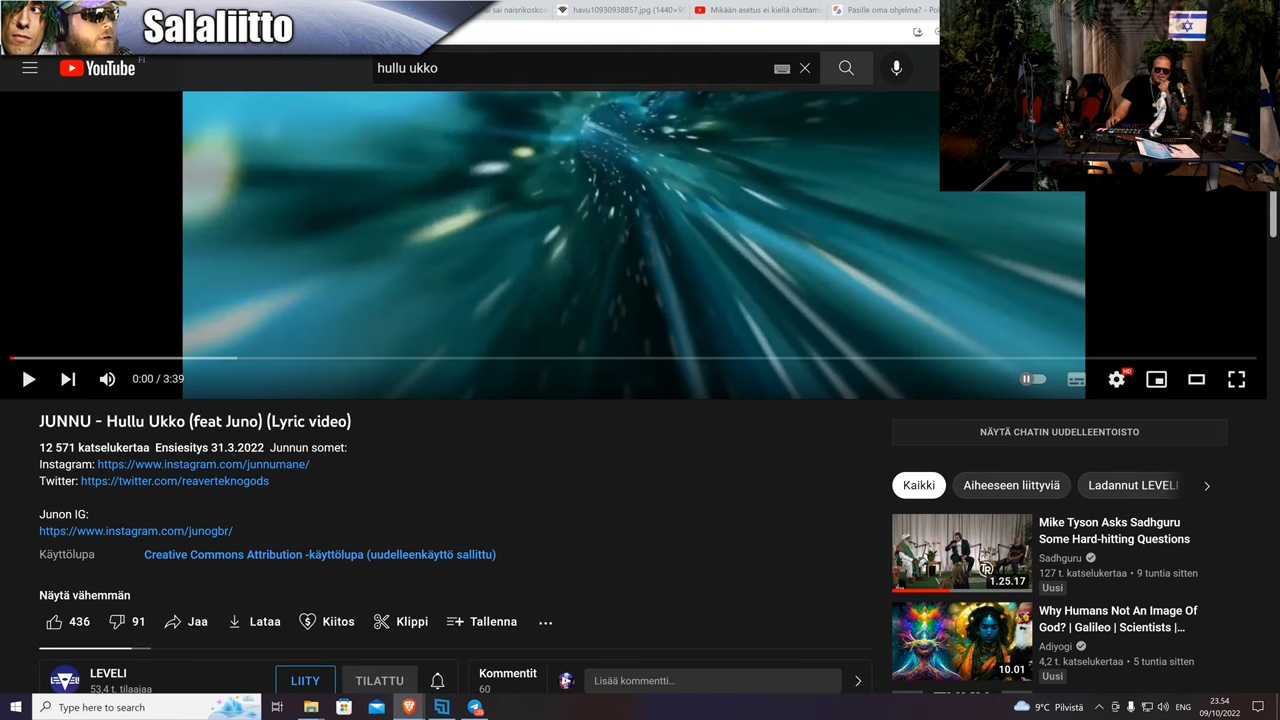 Salaliitto
sai naisrikoskon
havu10930938857.jpg (1440×95
Mikään asetus ei kiellä ohittamis
Pasille oma ohjelma? - Pol
YouTube FI
hullu ukko
0:00 / 3:39
HD
JUNNU - Hullu Ukko (feat Juno) (Lyric video)
12 571 katselukertaa Ensiesitys 31.3.2022 Junnun somet:
Instagram: https://www.instagram.com/junnumane/
Twitter: https://twitter.com/reaverteknogods
Junon IG:
https://www.instagram.com/junogbr/
Käyttölupa Creative Commons Attribution -käyttölupa (uudelleenkäyttö sallittu)
Näytä vähemmän
436 91 Jaa Lataa Kiitos Klippi Tallenna
LEVELI
53,4 t. tilaajaa
LIITY
TILATTU
Kommentit
60
Lisää kommentti…
NÄYTÄ CHATIN UUDELLEENTOISTO
Kaikki Aiheeseen liittyviä Ladannut LEVELI
Mike Tyson Asks Sadhguru
Some Hard-hitting Questions
Sadhguru
127 t. katselukertaa • 9 tuntia sitten
Uusi
1.25.17
Why Humans Not An Image Of
God? | Galileo | Scientists |…
Adiyogi
4,2 t. katselukertaa • 5 tuntia sitten
Uusi
10.01
Type here to search
9°C Pilvistä
ENG
23.54
09/10/2022